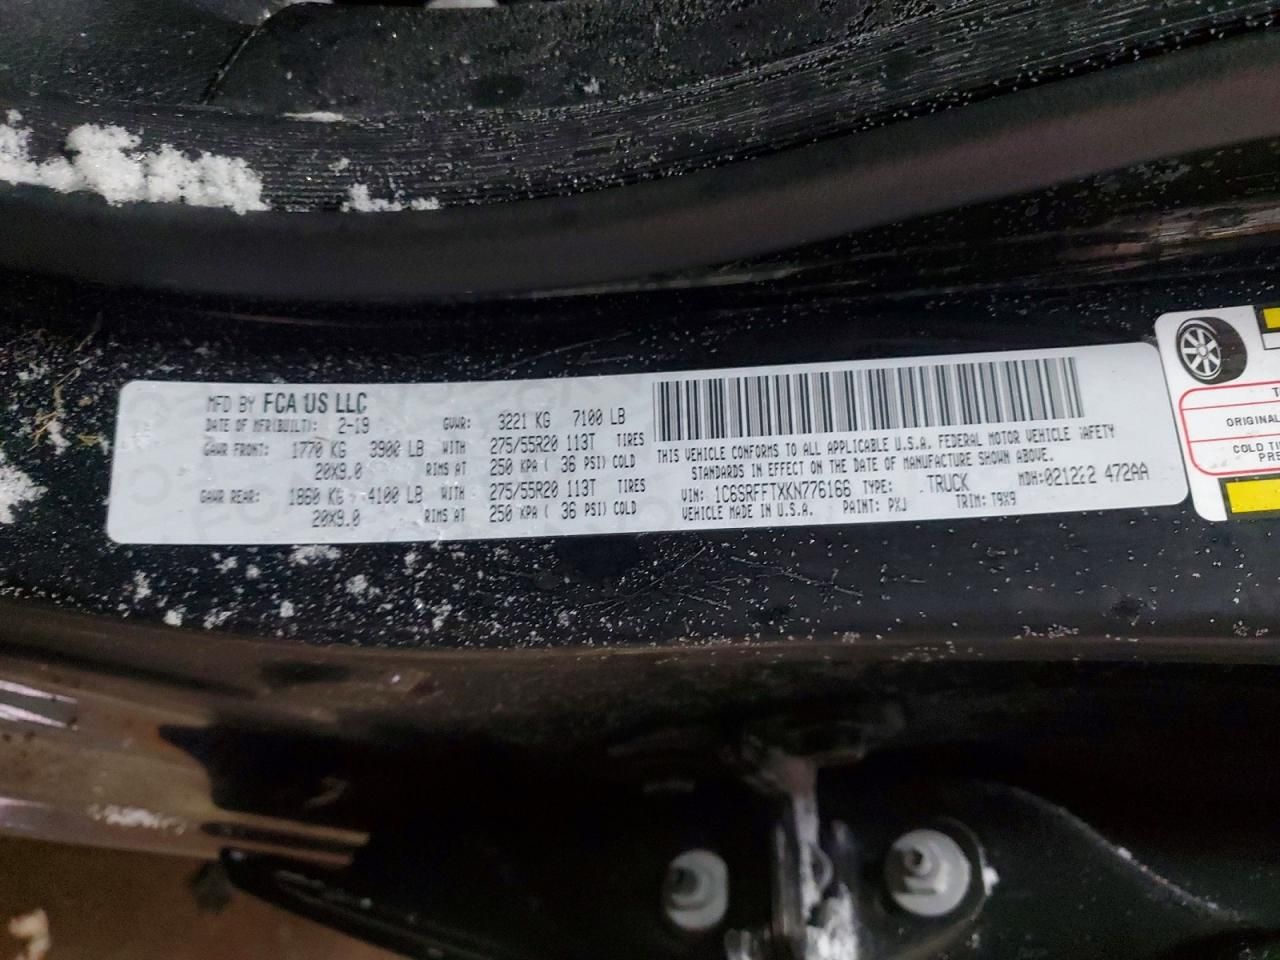 MFD BY FCA US LLC
DATE OF MFR(BUILT): 2-19 GVWR: 3221 KG 7100 LB
GAWR FRONT: 1770 KG 3900 LB WITH 275/55R20 113T TIRES
20X9.0 RIMS AT 250 KPA ( 36 PSI) COLD
GAWR REAR: 1860 KG 4100 LB WITH 275/55R20 113T TIRES
20X9.0 RIMS AT 250 KPA ( 36 PSI) COLD
THIS VEHICLE CONFORMS TO ALL APPLICABLE U.S.A. FEDERAL MOTOR VEHICLE SAFETY
STANDARDS IN EFFECT ON THE DATE OF MANUFACTURE SHOWN ABOVE.
VIN: 1C6SRFFTXKN776166 TYPE: TRUCK MDH: 472AA
VEHICLE MADE IN U.S.A. PAINT: PXJ TRIM: T9X9
ORIGINAL
COLD TI
PRE